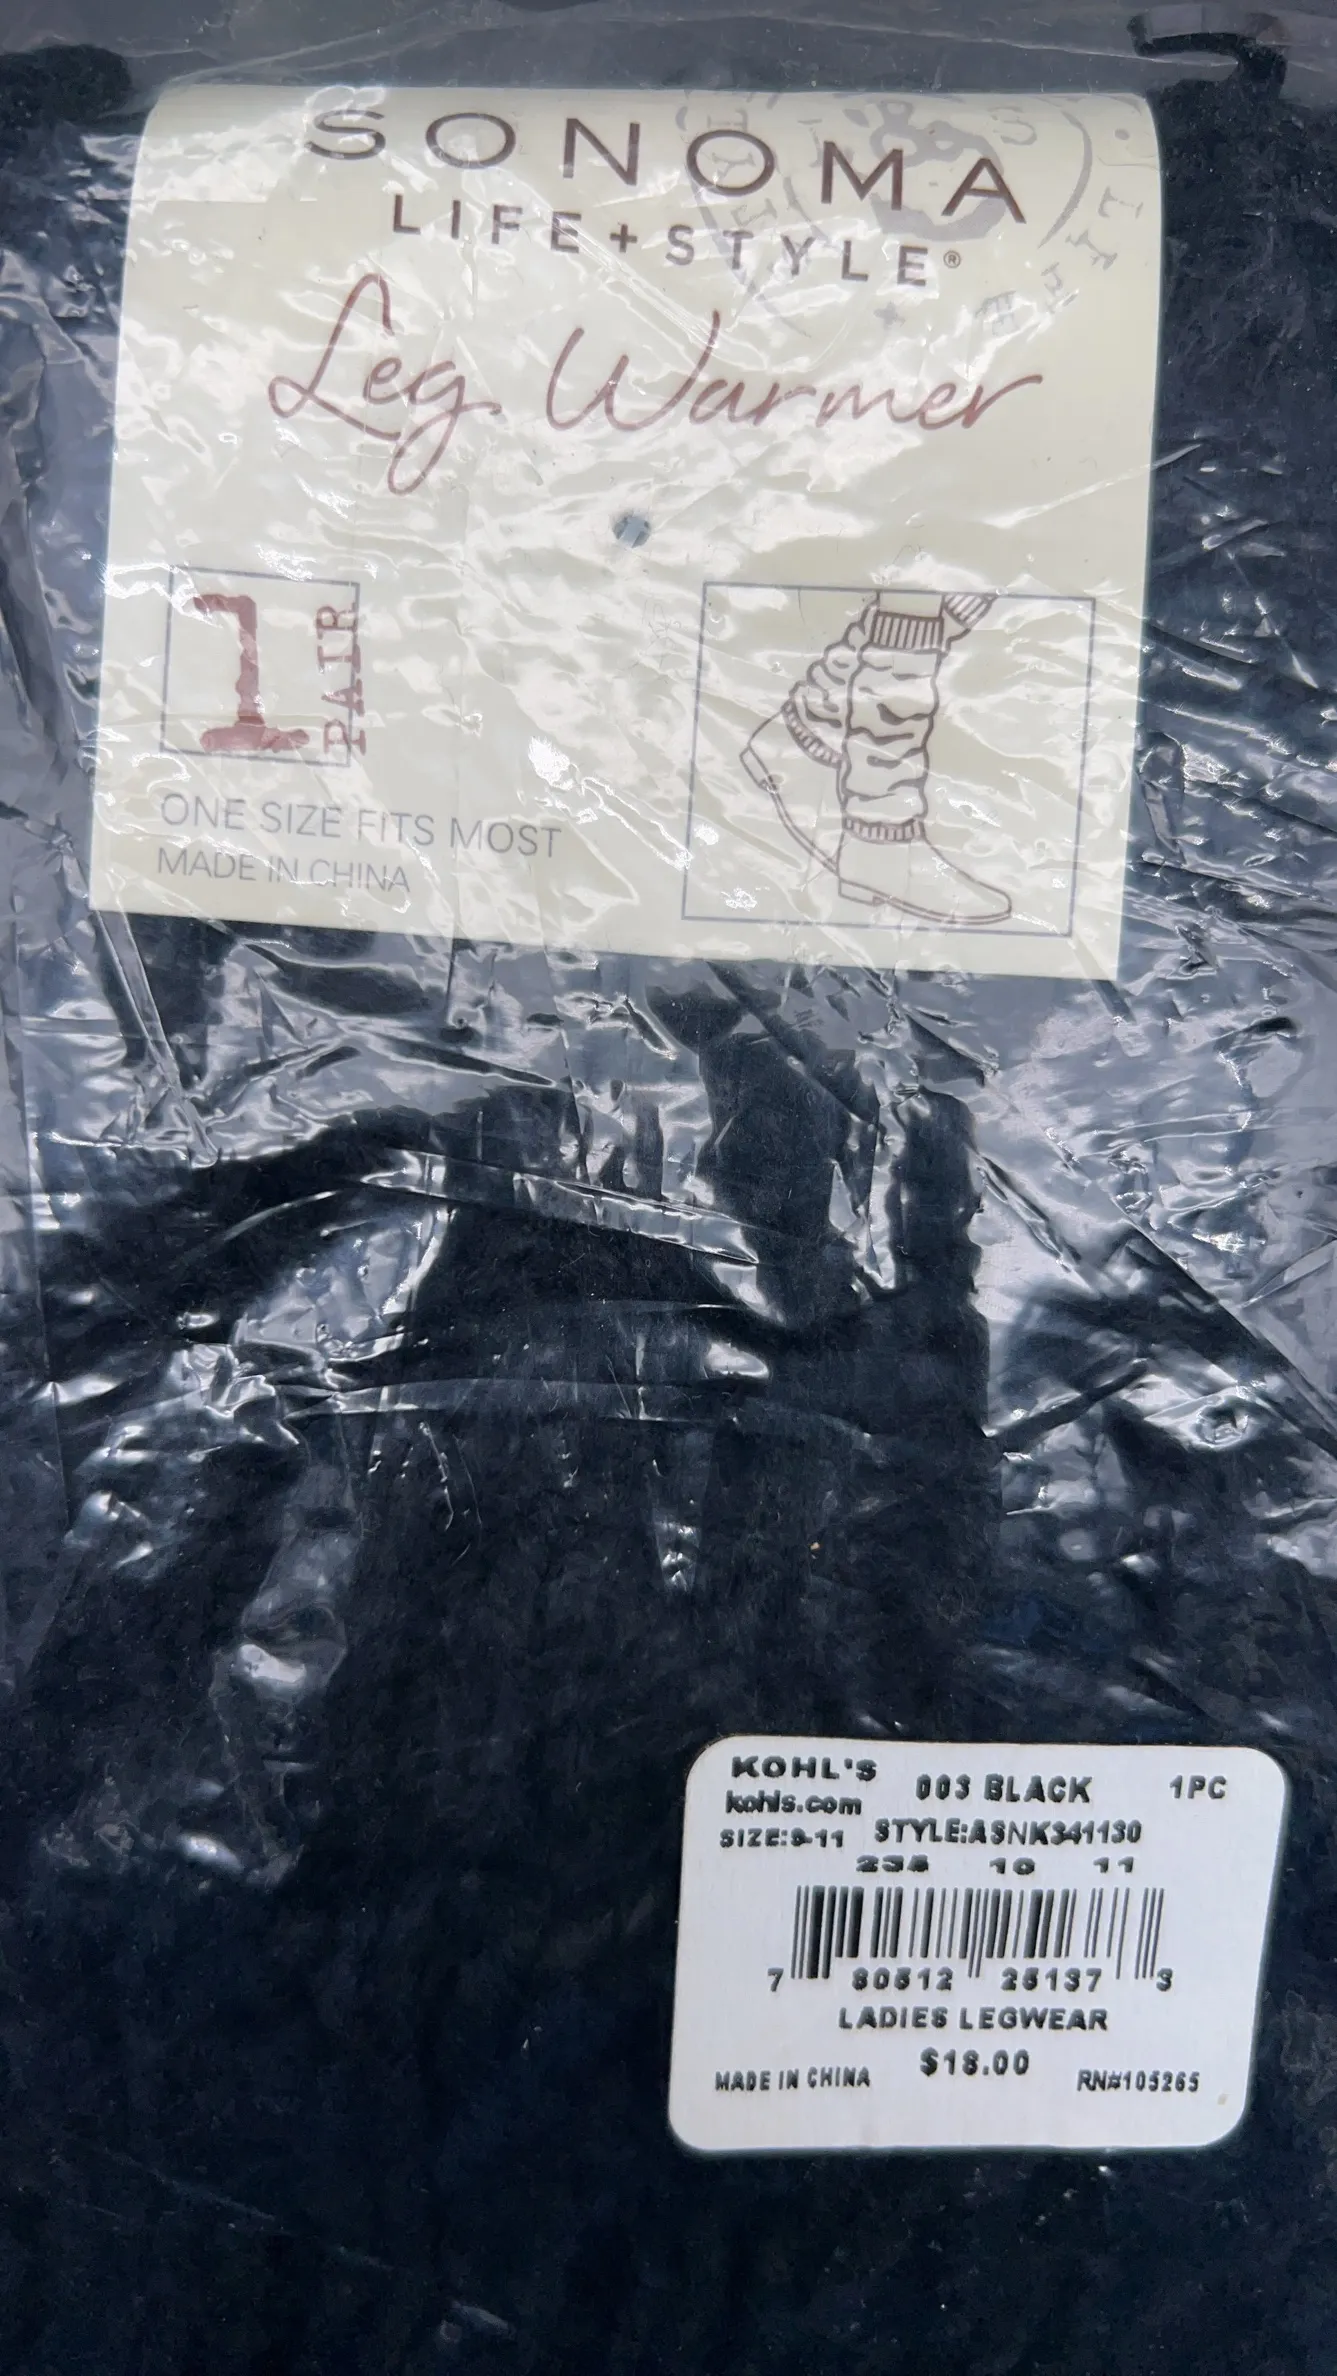 SONOMA
LIFE+STYLE®
Leg Warmer
1 PAIR
ONE SIZE FITS MOST
MADE IN CHINA
KOHL'S 003 BLACK 1PC
kohls.com
SIZE:9-11 STYLE:ASNK341130
10 11
7 80512 25137 3
LADIES LEGWEAR
$18.00
MADE IN CHINA RN#105265